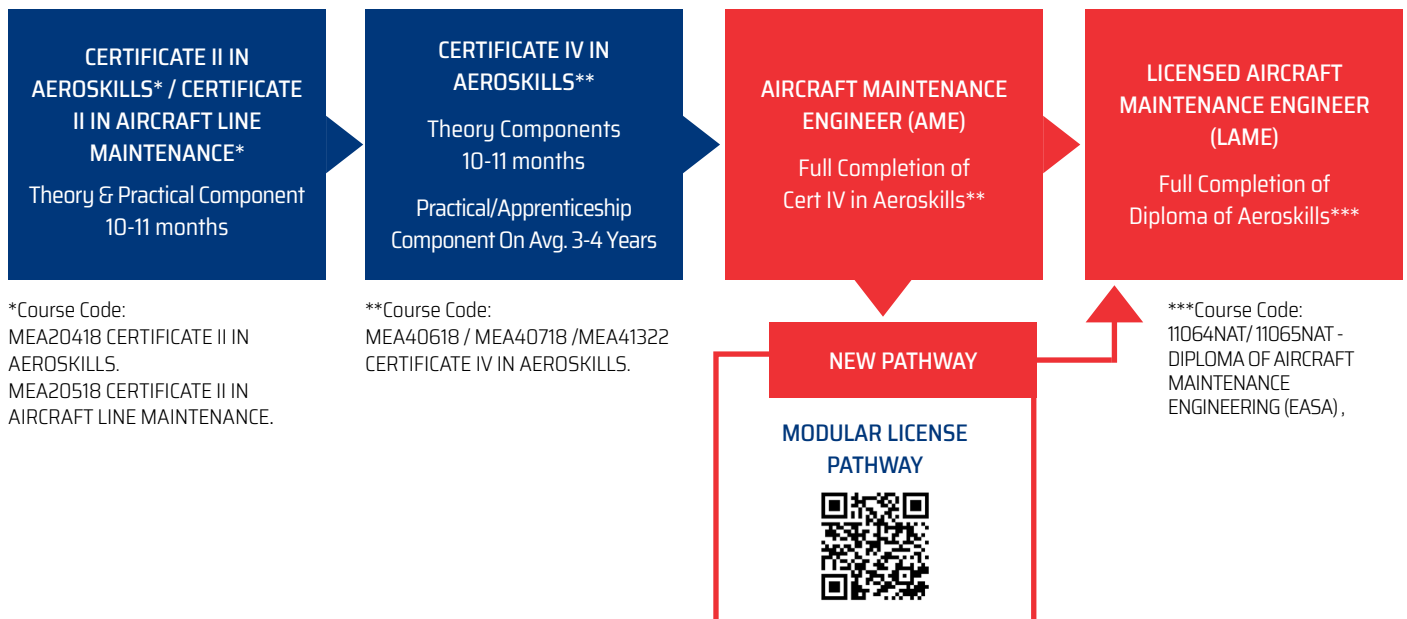 CERTIFICATE II IN
AEROSKILLS* / CERTIFICATE
II IN AIRCRAFT LINE
MAINTENANCE*
Theory & Practical Component
10-11 months
CERTIFICATE IV IN
AEROSKILLS**
Theory Components
10-11 months
Practical/Apprenticeship
Component On Avg. 3-4 Years
AIRCRAFT MAINTENANCE
ENGINEER (AME)
Full Completion of
Cert IV in Aeroskills**
LICENSED AIRCRAFT
MAINTENANCE ENGINEER
(LAME)
Full Completion of
Diploma of Aeroskills***
*Course Code:
MEA20418 CERTIFICATE II IN
AEROSKILLS.
MEA20518 CERTIFICATE II IN
AIRCRAFT LINE MAINTENANCE.
**Course Code:
MEA40618 / MEA40718 /MEA41322
CERTIFICATE IV IN AEROSKILLS.
NEW PATHWAY
MODULAR LICENSE
PATHWAY
***Course Code:
11064NAT/ 11065NAT -
DIPLOMA OF AIRCRAFT
MAINTENANCE
ENGINEERING (EASA) ,